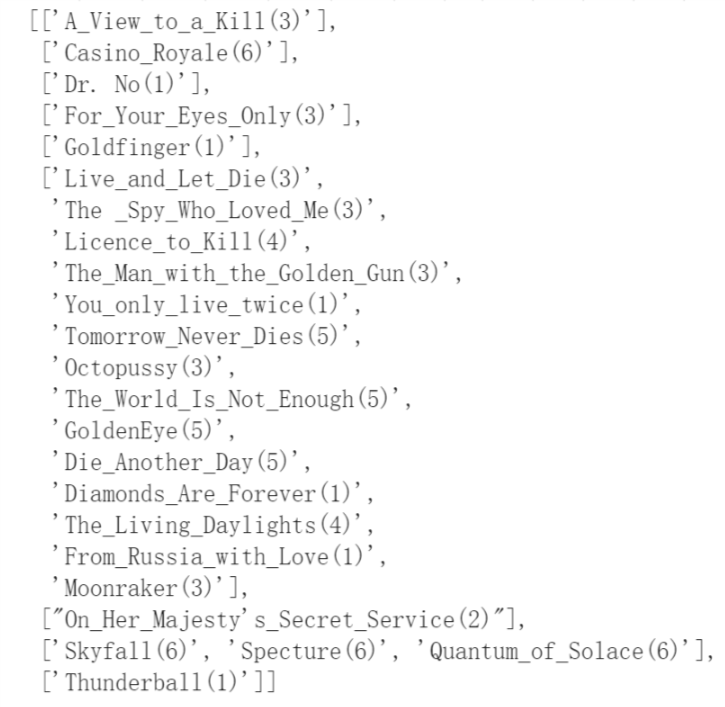 [['A_View_to_a_Kill(3)'],
['Casino_Royale(6)'],
['Dr. No(1)'],
['For_Your_Eyes_Only(3)'],
['Goldfinger(1)'],
['Live_and_Let_Die(3)',
'The _Spy_Who_Loved_Me(3)',
'Licence_to_Kill(4)',
'The_Man_with_the_Golden_Gun(3)',
'You_only_live_twice(1)',
'Tomorrow_Never_Dies(5)',
'Octopussy(3)',
'The_World_Is_Not_Enough(5)',
'GoldenEye(5)',
'Die_Another_Day(5)',
'Diamonds_Are_Forever(1)',
'The_Living_Daylights(4)',
'From_Russia_with_Love(1)',
'Moonraker(3)'],
["On_Her_Majesty's_Secret_Service(2)"],
['Skyfall(6)', 'Specture(6)', 'Quantum_of_Solace(6)'],
['Thunderball(1)']]